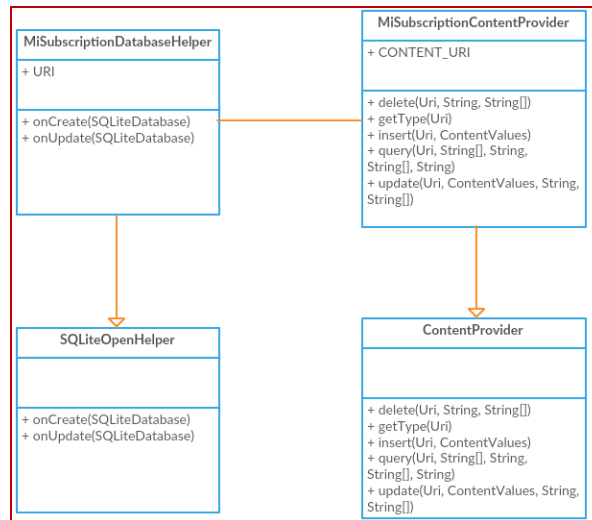 MiSubscriptionDatabaseHelper
+ URI
+ onCreate(SQLiteDatabase)
+ onUpdate(SQLiteDatabase)
MiSubscriptionContentProvider
+ CONTENT_URI
+ delete(Uri, String, String[])
+ getType(Uri)
+ insert(Uri, ContentValues)
+ query(Uri, String[], String,
String[], String)
+ update(Uri, ContentValues, String,
String[])
SQLiteOpenHelper
+ onCreate(SQLiteDatabase)
+ onUpdate(SQLiteDatabase)
ContentProvider
+ delete(Uri, String, String[])
+ getType(Uri)
+ insert(Uri, ContentValues)
+ query(Uri, String[], String,
String[], String)
+ update(Uri, ContentValues, String,
String[])